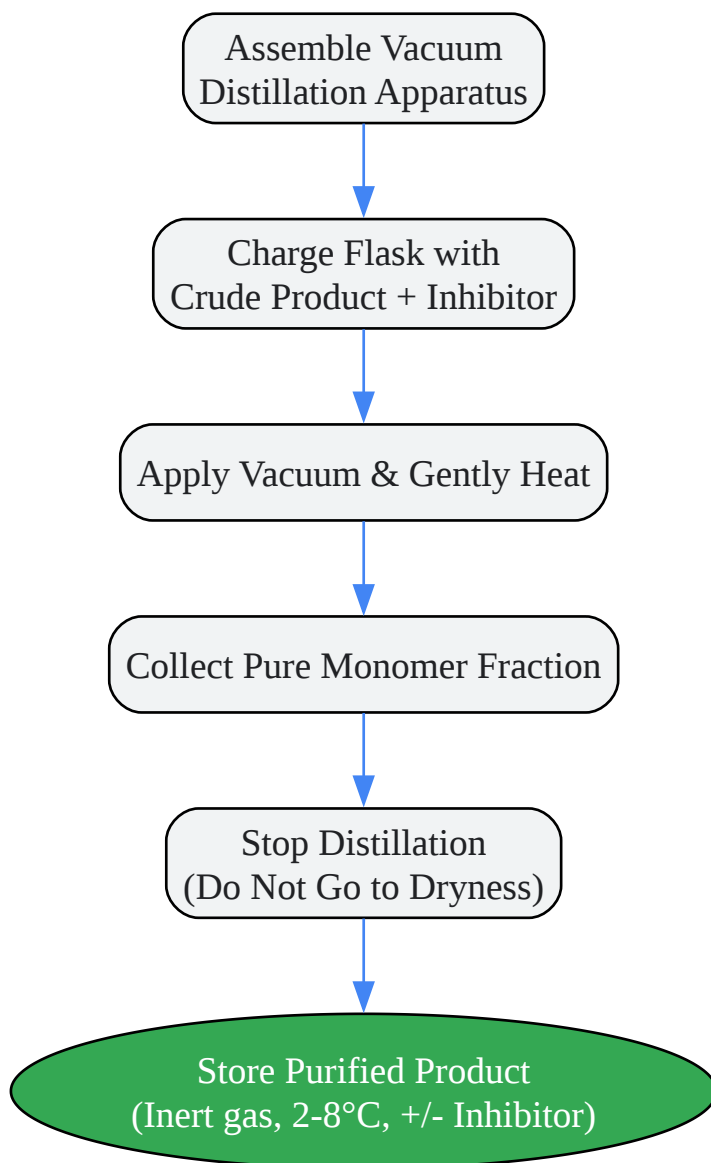 Assemble Vacuum
Distillation Apparatus
Charge Flask with
Crude Product + Inhibitor
Apply Vacuum & Gently Heat
Collect Pure Monomer Fraction
Stop Distillation
(Do Not Go to Dryness)
Store Purified Product
(Inert gas, 2-8°C, +/- Inhibitor)